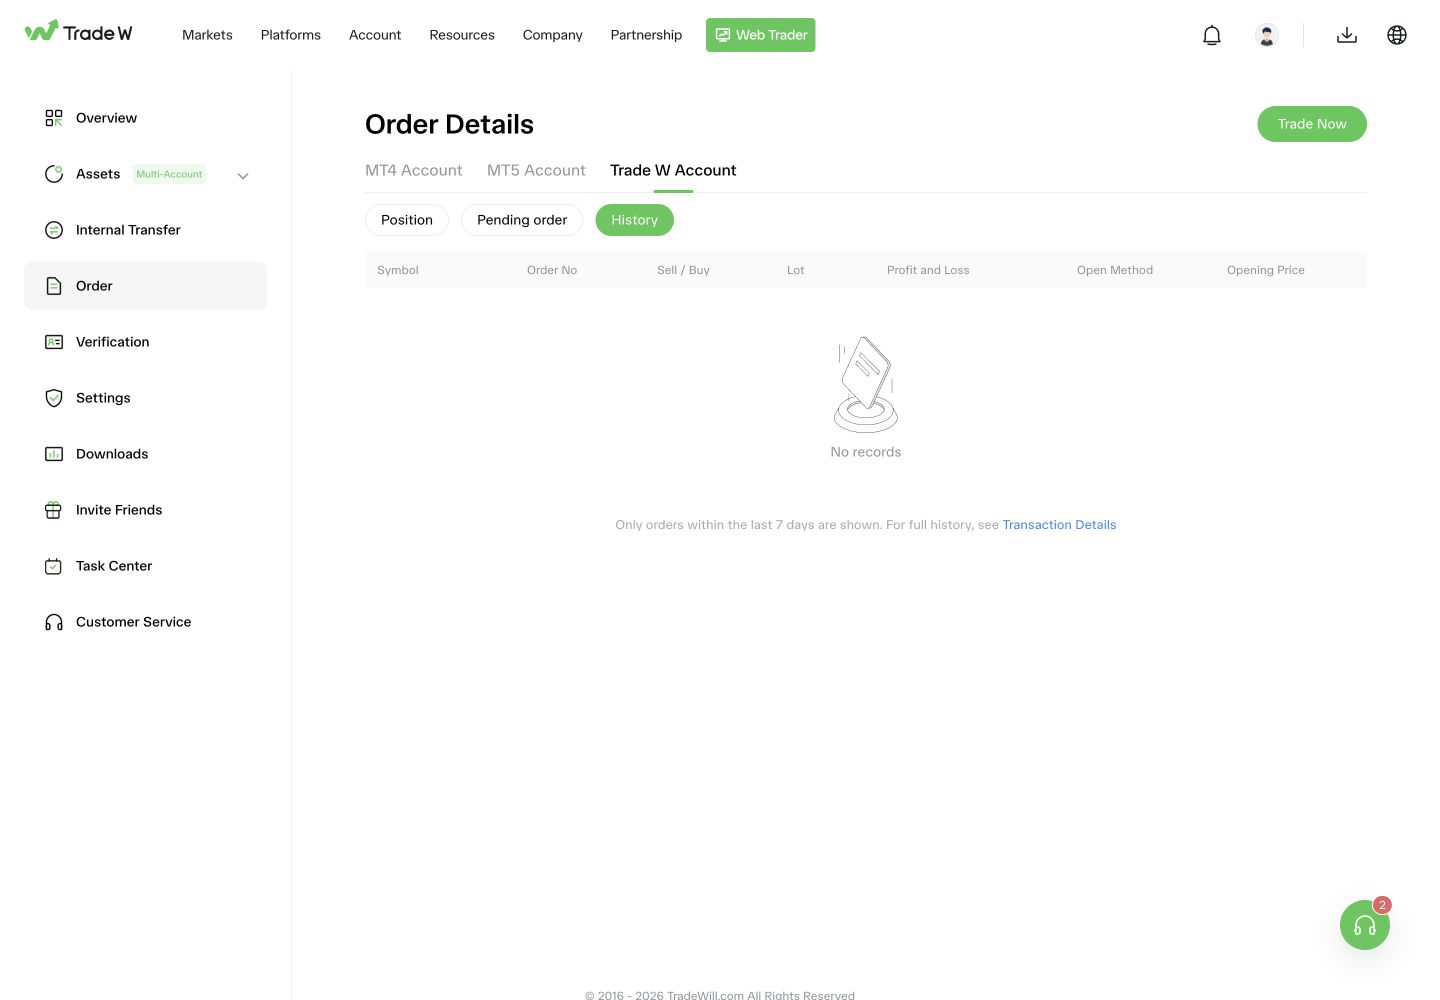 Trade W
Markets
Platforms
Account
Resources
Company
Partnership
Web Trader
Overview
Assets
Multi-Account
Internal Transfer
Order
Verification
Settings
Downloads
Invite Friends
Task Center
Customer Service
Order Details
Trade Now
MT4 Account
MT5 Account
Trade W Account
Position
Pending order
History
Symbol
Order No
Sell / Buy
Lot
Profit and Loss
Open Method
Opening Price
No records
Only orders within the last 7 days are shown. For full history, see Transaction Details
2
© 2016 - 2026 TradeWill.com All Rights Reserved